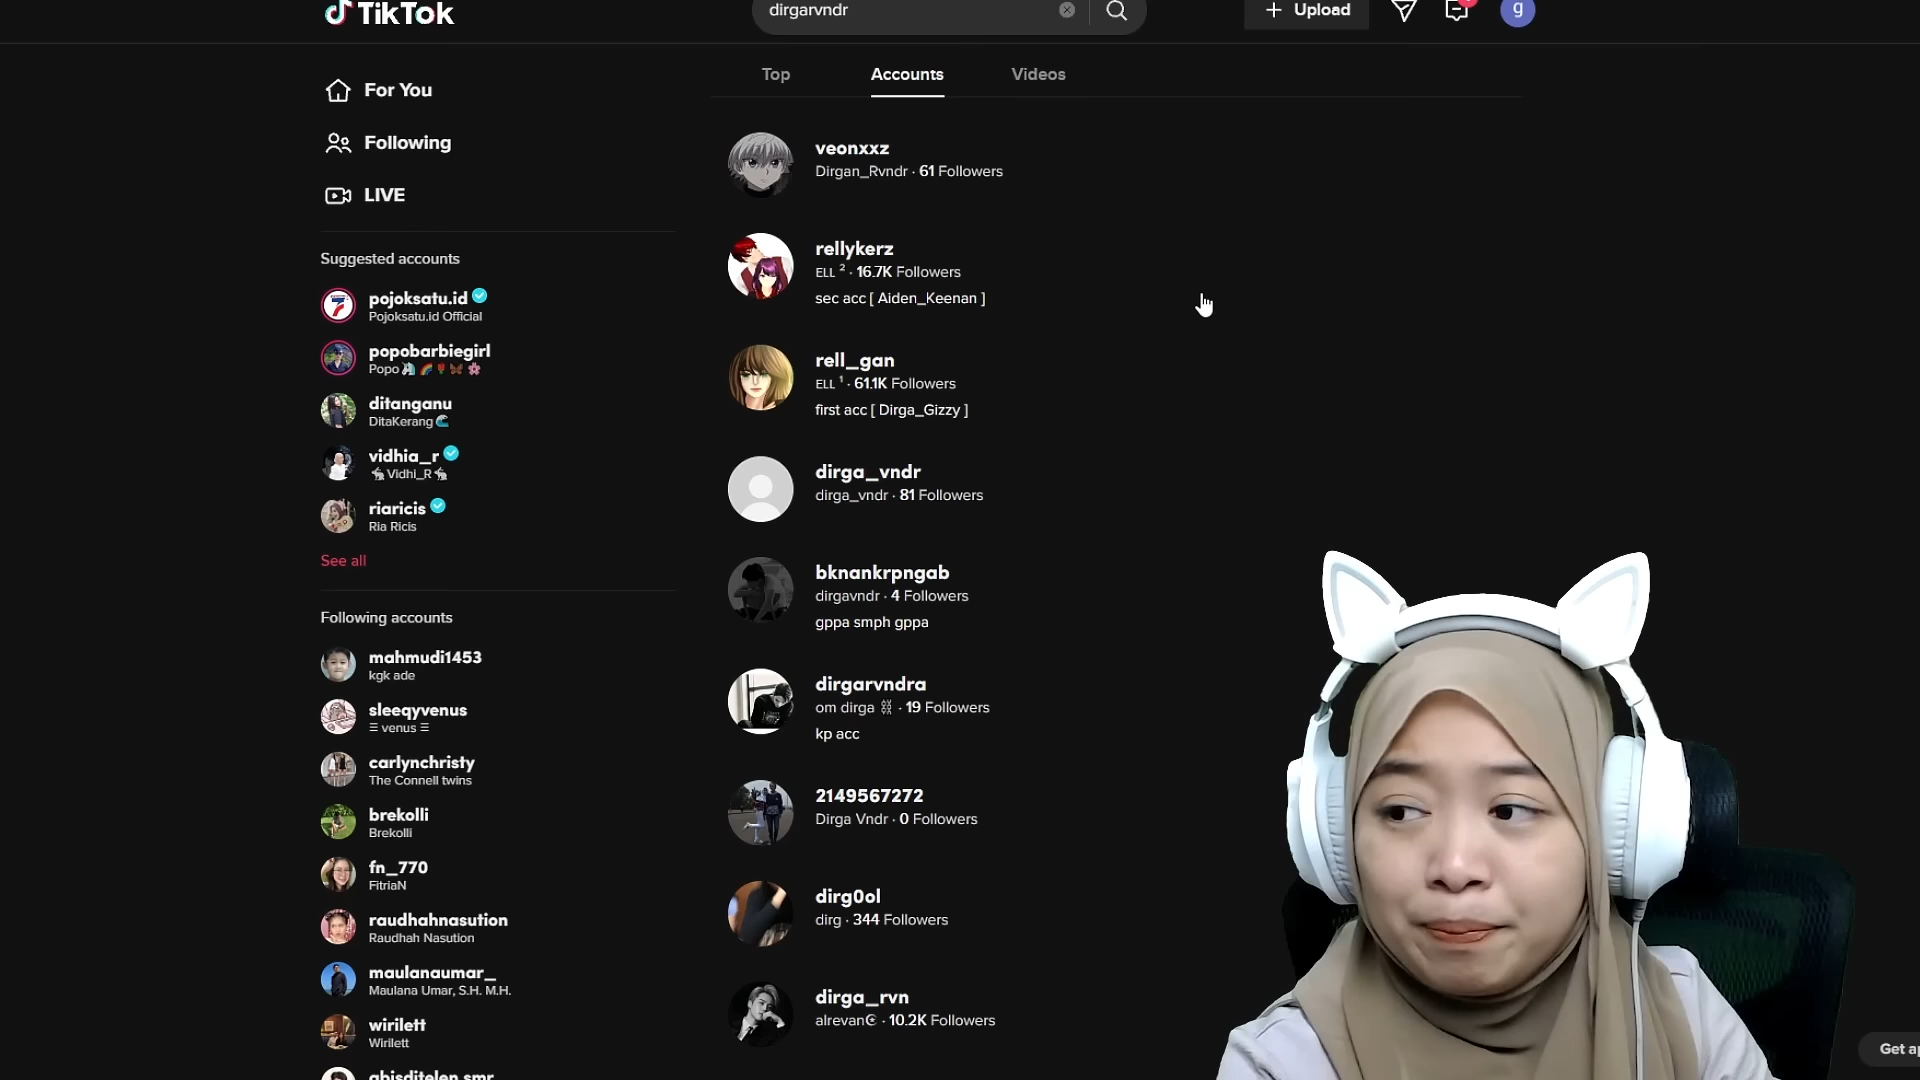 TikTok
dirgarvndr
Upload
g
For You
Following
LIVE
Suggested accounts
pojoksatu.id
Pojoksatu.id Official
popobarbiegirl
Popo🦄🌈🌹🦋🌸
ditanganu
DitaKerang🌊
vidhia_r
🐇Vidhi_R🐇
riaricis
Ria Ricis
See all
Following accounts
mahmudi1453
kgk ade
sleeqyvenus
☰ venus ☰
carlynchristy
The Connell twins
brekolli
Brekolli
fn_770
FitriaN
raudhahnasution
Raudhah Nasution
maulanaumar_
Maulana Umar, S.H. M.H.
wirilett
Wirilett
Top
Accounts
Videos
veonxxz
Dirgan_Rvndr · 61 Followers
rellykerz
ELL ² · 16.7K Followers
sec acc [ Aiden_Keenan ]
rell_gan
ELL ¹ · 61.1K Followers
first acc [ Dirga_Gizzy ]
dirga_vndr
dirga_vndr · 81 Followers
bknankrpngab
dirgavndr · 4 Followers
gppa smph gppa
dirgarvndra
om dirga ⛓ · 19 Followers
kp acc
2149567272
Dirga Vndr · 0 Followers
dirg0ol
dirg · 344 Followers
dirga_rvn
alrevan☪ · 10.2K Followers
Get ap